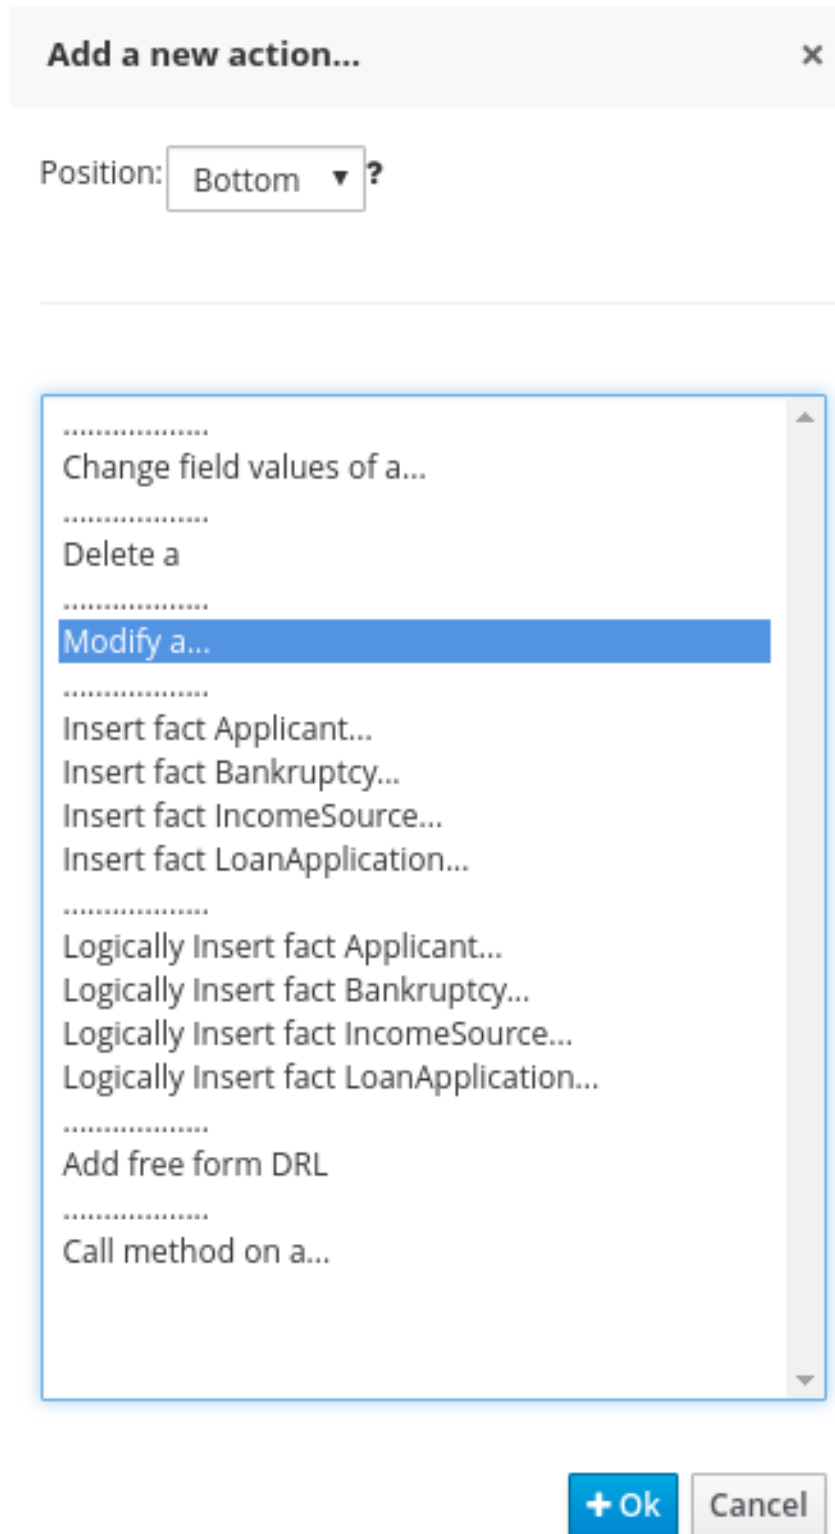 Add a new action... ×
Position: Bottom ▼ ?
..................
Change field values of a...
..................
Delete a
..................
Modify a...
..................
Insert fact Applicant...
Insert fact Bankruptcy...
Insert fact IncomeSource...
Insert fact LoanApplication...
..................
Logically Insert fact Applicant...
Logically Insert fact Bankruptcy...
Logically Insert fact IncomeSource...
Logically Insert fact LoanApplication...
..................
Add free form DRL
..................
Call method on a...
+ Ok Cancel